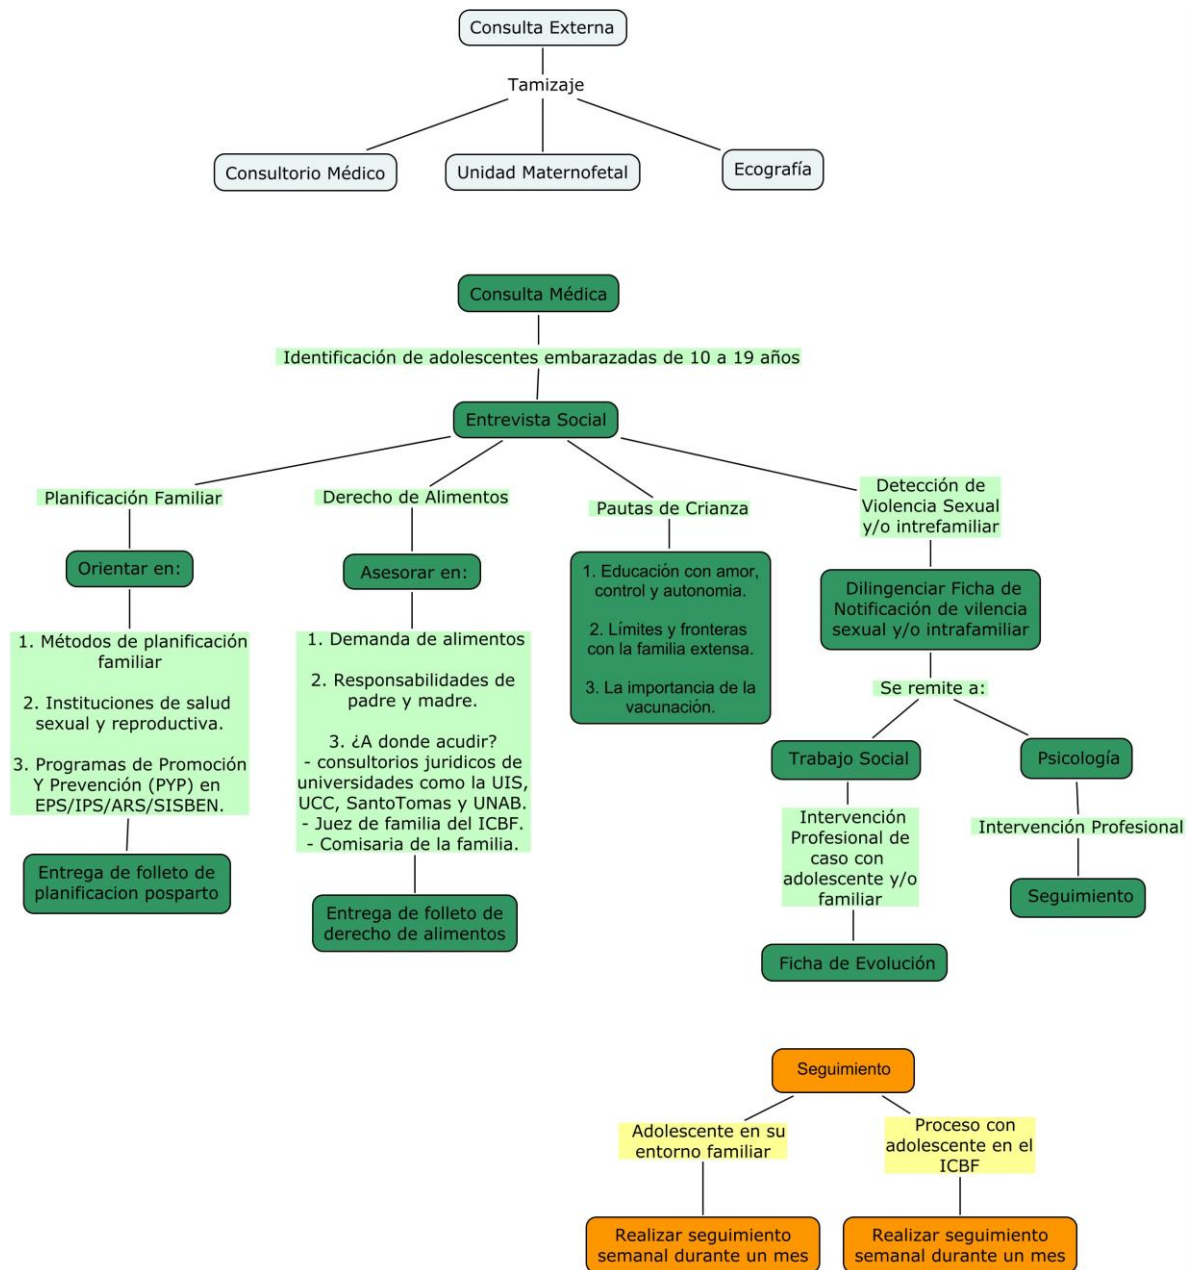 Consulta Externa
Tamizaje
Consultorio Médico
Unidad Maternofetal
Ecografía
Consulta Médica
Identificación de adolescentes embarazadas de 10 a 19 años
Entrevista Social
Planificación Familiar
Orientar en:
1. Métodos de planificación
familiar
2. Instituciones de salud
sexual y reproductiva.
3. Programas de Promoción
Y Prevención (PYP) en
EPS/IPS/ARS/SISBEN.
Entrega de folleto de
planificacion posparto
Derecho de Alimentos
Asesorar en:
1. Demanda de alimentos
2. Responsabilidades de
padre y madre.
3. ¿A donde acudir?
- consultorios juridicos de
universidades como la UIS,
UCC, SantoTomas y UNAB.
- Juez de familia del ICBF.
- Comisaria de la familia.
Entrega de folleto de
derecho de alimentos
Pautas de Crianza
1. Educación con amor,
control y autonomia.
2. Límites y fronteras
con la familia extensa.
3. La importancia de la
vacunación.
Detección de
Violencia Sexual
y/o intrefamiliar
Dilingenciar Ficha de
Notificación de vilencia
sexual y/o intrafamiliar
Se remite a:
Trabajo Social
Intervención
Profesional de
caso con
adolescente y/o
familiar
Ficha de Evolución
Psicología
Intervención Profesional
Seguimiento
Seguimiento
Adolescente en su
entorno familiar
Realizar seguimiento
semanal durante un mes
Proceso con
adolescente en el
ICBF
Realizar seguimiento
semanal durante un mes